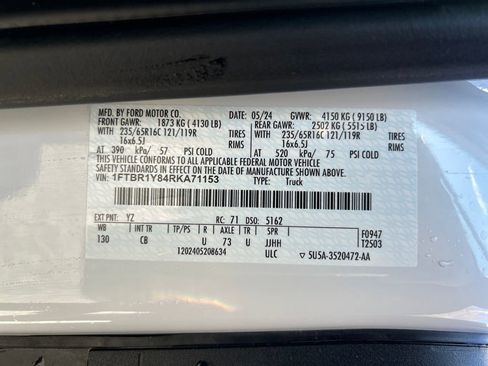 MFD. BY FORD MOTOR CO. 05/24 GVWR: 4150 KG ( 9150 LB)
FRONT GAWR: 1873 KG ( 4130 LB) REAR GAWR: 2502 KG ( 5515 LB)
WITH 235/65R16C 121/119R TIRES WITH 235/65R16C 121/119R TIRES
16x6.5J RIMS 16x6.5J RIMS
AT 390 kPa/ 57 PSI COLD AT 520 kPa/ 75 PSI COLD
THIS VEHICLE CONFORMS TO ALL APPLICABLE FEDERAL MOTOR VEHICLE
SAFETY STANDARDS IN EFFECT ON THE DATE OF MANUFACTURE SHOWN ABOVE.
VIN: 1FTBR1Y84RKA71153 TYPE: Truck
EXT PNT: YZ RC: 71 DSO: 5162
WB INT TR TP/PS R AXLE TR SPR F0947
130 CB U 73 U JJHH T2503
1202405208634 ULC 5U5A-3520472-AA